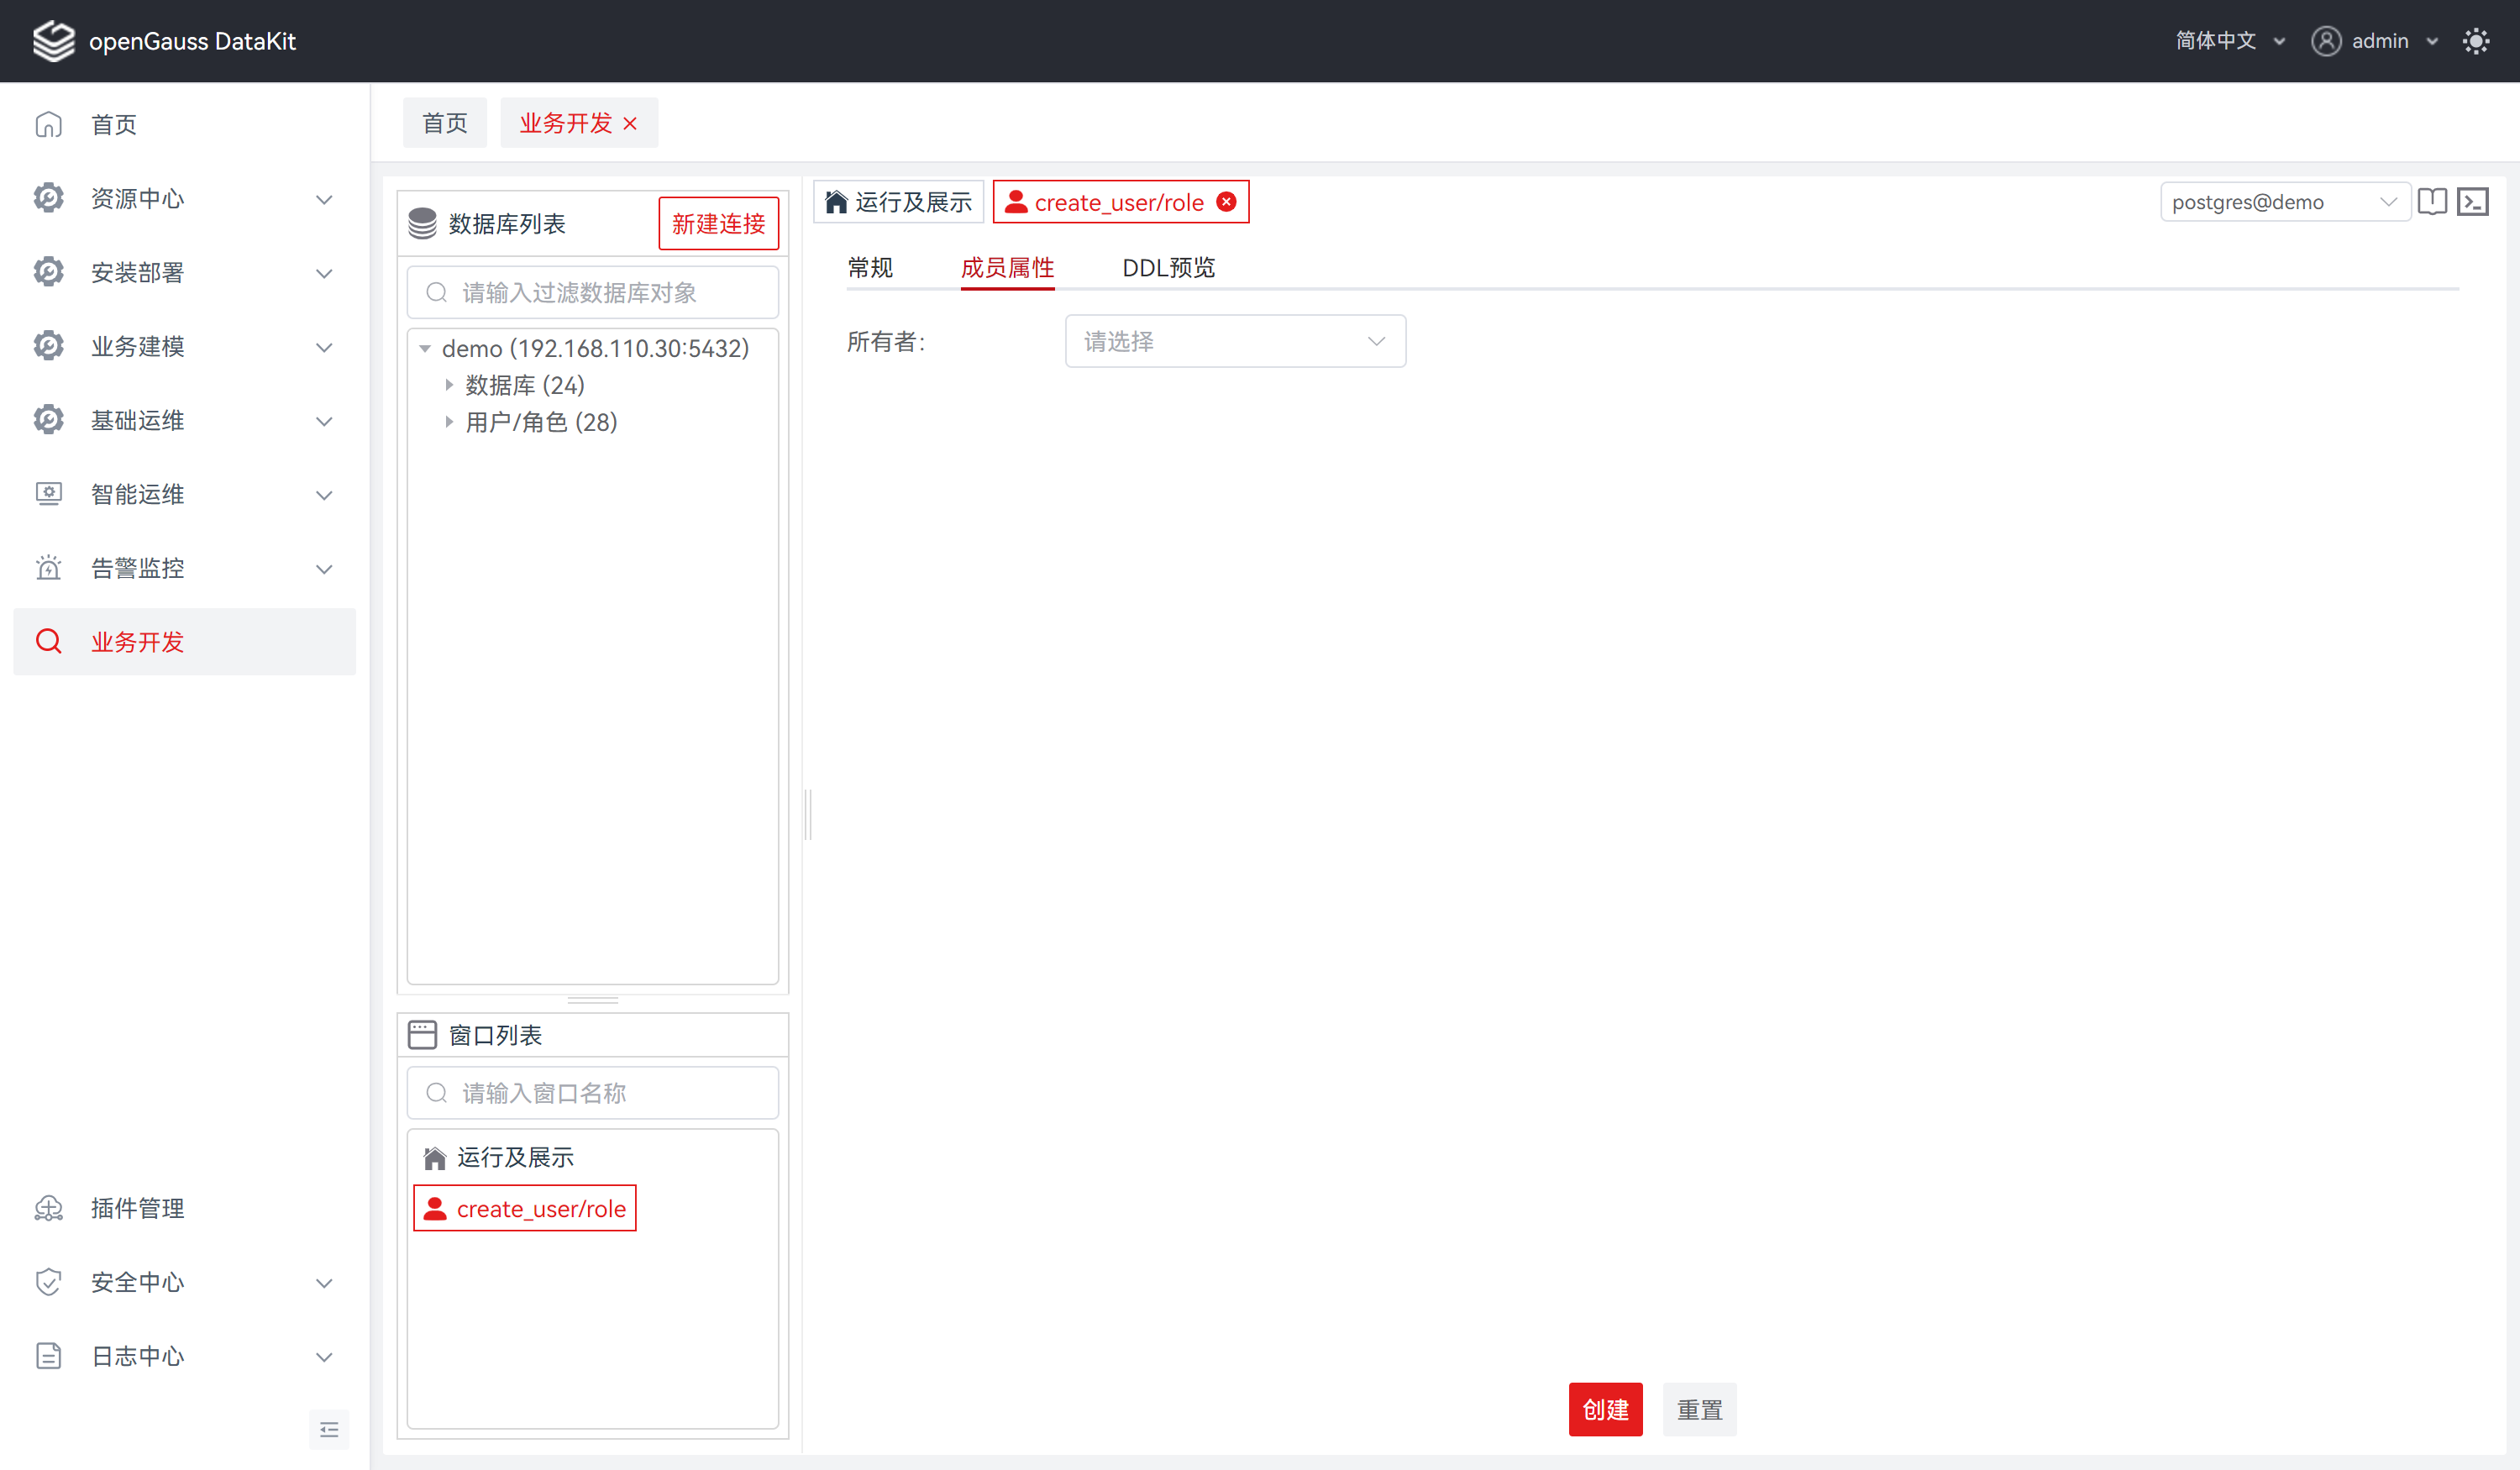 openGauss DataKit
简体中文
admin
首页
资源中心
安装部署
业务建模
基础运维
智能运维
告警监控
业务开发
插件管理
安全中心
日志中心
首页
业务开发
数据库列表
新建连接
请输入过滤数据库对象
demo (192.168.110.30:5432)
数据库 (24)
用户/角色 (28)
窗口列表
请输入窗口名称
运行及展示
create_user/role
运行及展示
create_user/role
postgres@demo
常规
成员属性
DDL预览
所有者:
请选择
创建
重置